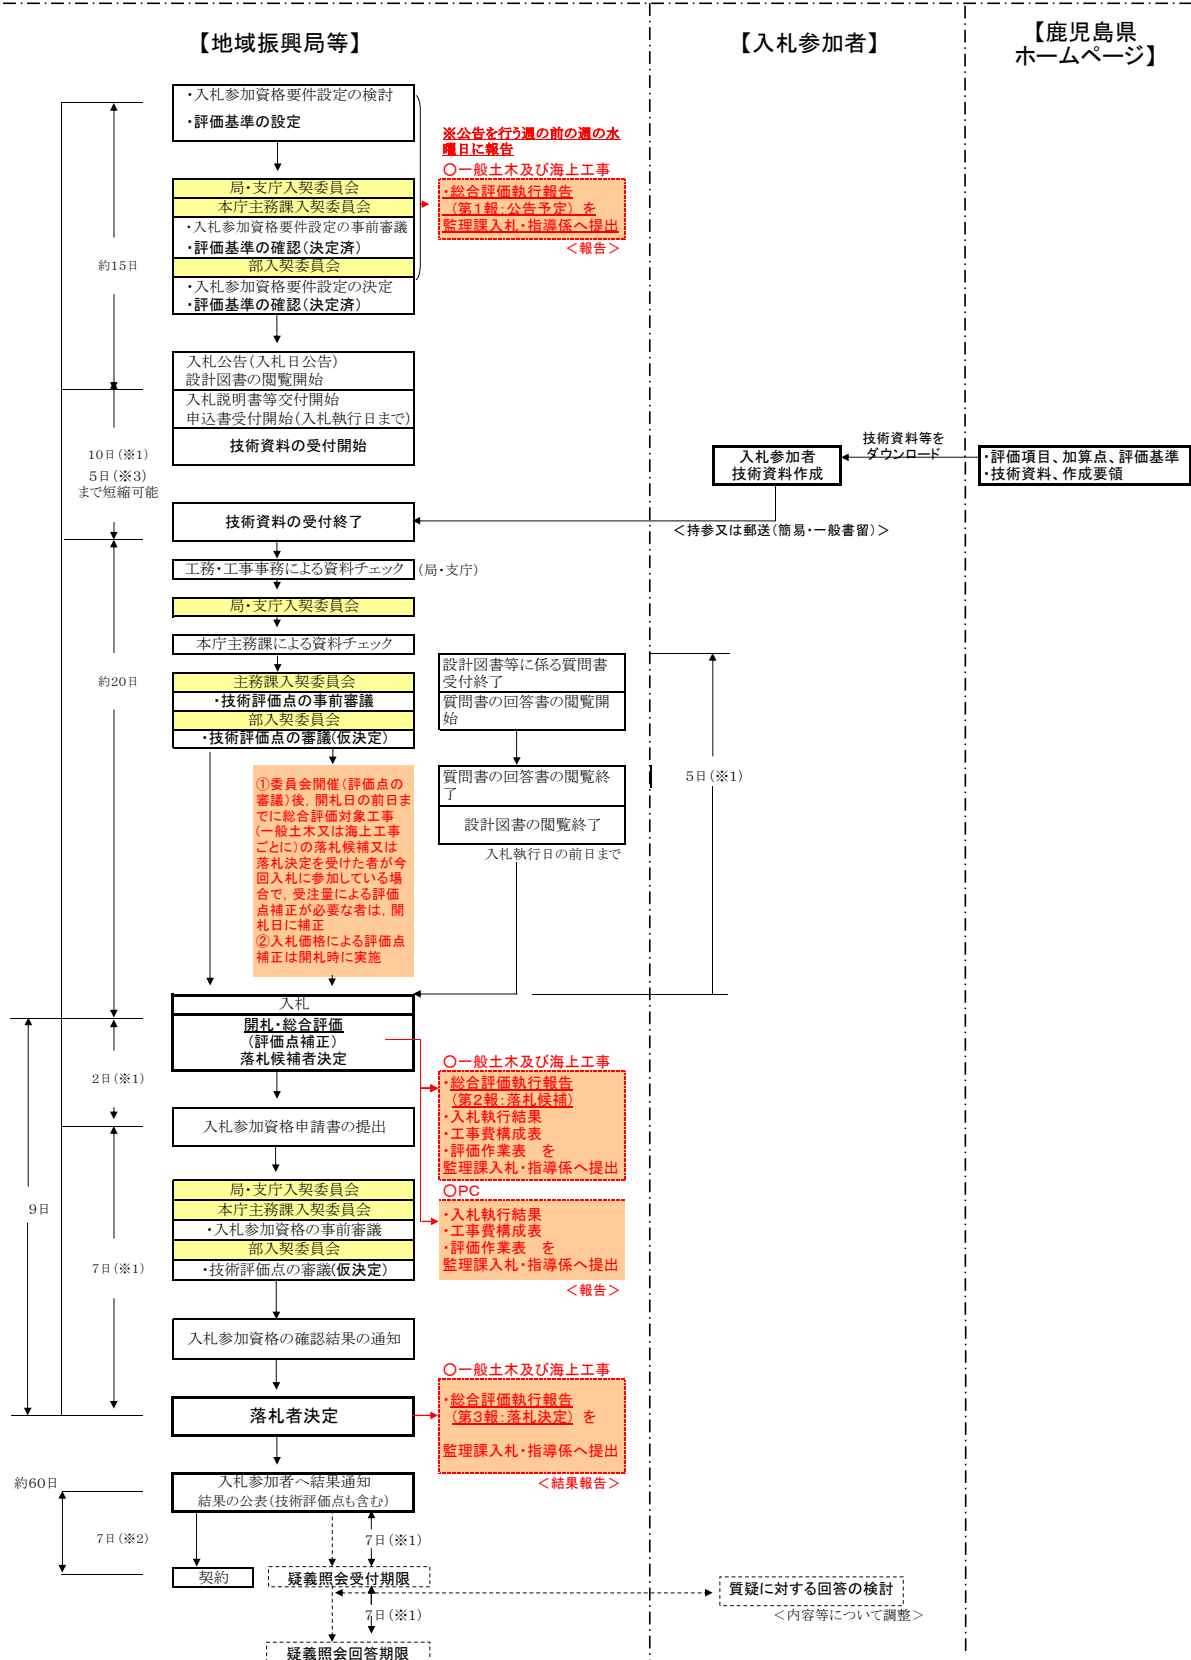 【地域振興局等】
【入札参加者】
【鹿児島県
ホームページ】
・入札参加資格要件設定の検討
・評価基準の設定
※公告を行う週の前の週の水
曜日に報告
〇一般土木及び海上工事
・総合評価執行報告
(第1報:公告予定) を
監理課入札・指導係へ提出
＜報告＞
局・支庁入契委員会
本庁主務課入契委員会
・入札参加資格要件設定の事前審議
・評価基準の確認(決定済)
部入契委員会
・入札参加資格要件設定の決定
・評価基準の確認(決定済)
約15日
入札公告(入札日公告)
設計図書の閲覧開始
入札説明書等交付開始
申込書受付開始(入札執行日まで)
技術資料の受付開始
10日(※1)
5日(※3)
まで短縮可能
技術資料等を
ダウンロード
入札参加者
技術資料作成
・評価項目、加算点、評価基準
・技術資料、作成要領
技術資料の受付終了
＜持参又は郵送(簡易・一般書留)＞
工務・工事事務による資料チェック
(局・支庁)
局・支庁入契委員会
本庁主務課による資料チェック
約20日
主務課入契委員会
・技術評価点の事前審議
部入契委員会
・技術評価点の審議(仮決定)
設計図書等に係る質問書
受付終了
質問書の回答書の閲覧開
始
質問書の回答書の閲覧終
了
設計図書の閲覧終了
入札執行日の前日まで
5日(※1)
①委員会開催(評価点の
審議)後, 開札日の前日ま
でに総合評価対象工事
(一般土木又は海上工事
ごとに)の落札候補又は
落札決定を受けた者が今
回入札に参加している場
合で, 受注量による評価
点補正が必要な者は, 開
札日に補正
②入札価格による評価点
補正は開札時に実施
入札
開札・総合評価
(評価点補正)
落札候補者決定
2日(※1)
〇一般土木及び海上工事
・総合評価執行報告
(第2報:落札候補)
・入札執行結果
・工事費構成表
・評価作業表 を
監理課入札・指導係へ提出
入札参加資格申請書の提出
〇PC
・入札執行結果
・工事費構成表
・評価作業表 を
監理課入札・指導係へ提出
＜報告＞
局・支庁入契委員会
本庁主務課入契委員会
・入札参加資格の事前審議
部入契委員会
・技術評価点の審議(仮決定)
9日
7日(※1)
入札参加資格の確認結果の通知
〇一般土木及び海上工事
・総合評価執行報告
(第3報:落札決定) を
監理課入札・指導係へ提出
＜結果報告＞
落札者決定
入札参加者へ結果通知
結果の公表(技術評価点も含む)
約60日
7日(※2)
7日(※1)
契約
疑義照会受付期限
質疑に対する回答の検討
＜内容等について調整＞
7日(※1)
疑義照会回答期限